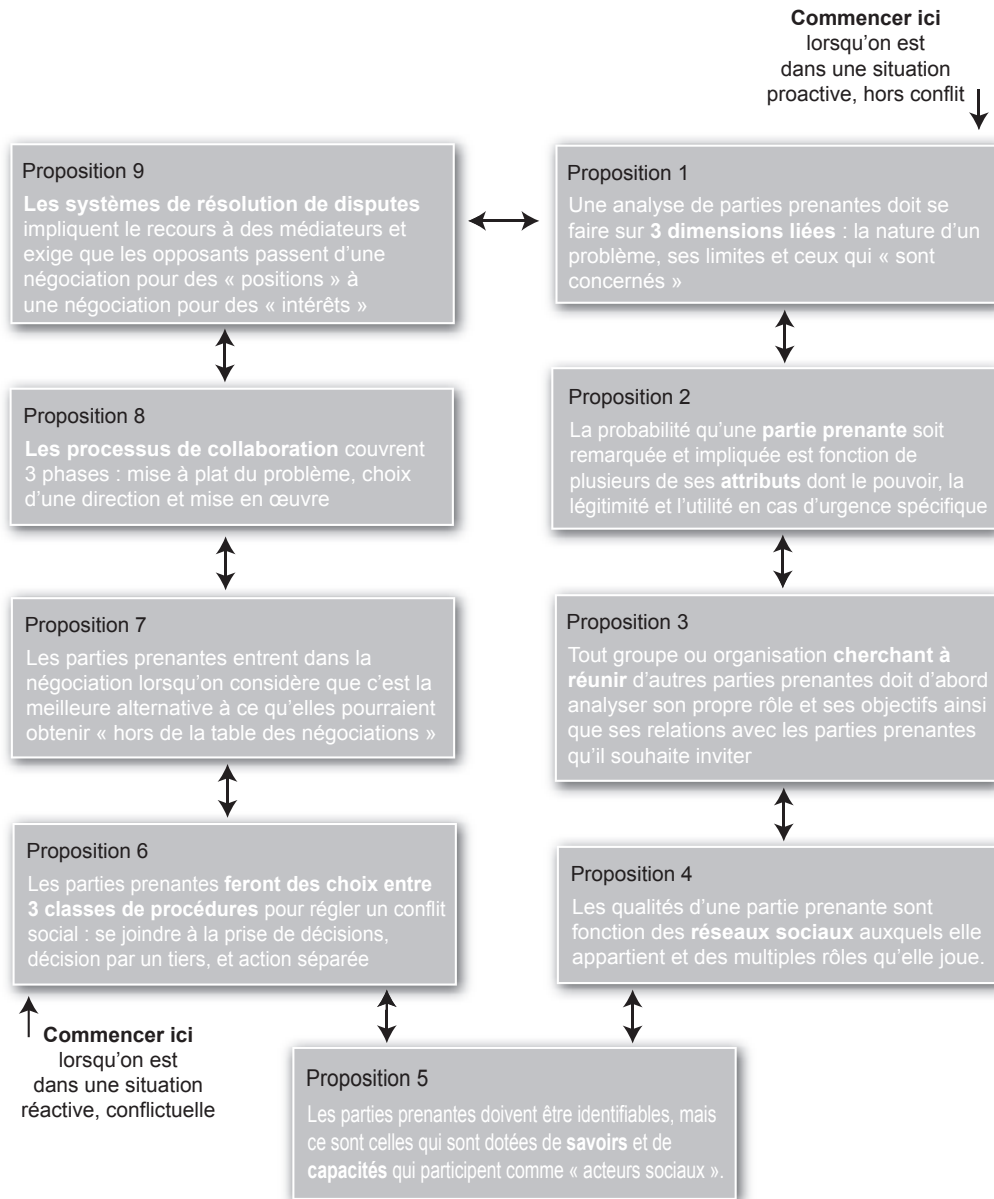 Commencer ici
lorsqu'on est
dans une situation
proactive, hors conflit
Proposition 9
Les systèmes de résolution de disputes
impliquent le recours à des médiateurs et
exige que les opposants passent d'une
négociation pour des « positions » à
une négociation pour des « intérêts »
Proposition 1
Une analyse de parties prenantes doit se
faire sur 3 dimensions liées : la nature d'un
problème, ses limites et ceux qui « sont
concernés »
Proposition 8
Les processus de collaboration couvrent
3 phases : mise à plat du problème, choix
d'une direction et mise en œuvre
Proposition 2
La probabilité qu'une partie prenante soit
remarquée et impliquée est fonction de
plusieurs de ses attributs dont le pouvoir, la
légitimité et l'utilité en cas d'urgence spécifique
Proposition 7
Les parties prenantes entrent dans la
négociation lorsqu'on considère que c'est la
meilleure alternative à ce qu'elles pourraient
obtenir « hors de la table des négociations »
Proposition 3
Tout groupe ou organisation cherchant à
réunir d'autres parties prenantes doit d'abord
analyser son propre rôle et ses objectifs ainsi
que ses relations avec les parties prenantes
qu'il souhaite inviter
Proposition 6
Les parties prenantes feront des choix entre
3 classes de procédures pour régler un conflit
social : se joindre à la prise de décisions,
décision par un tiers, et action séparée
Proposition 4
Les qualités d'une partie prenante sont
fonction des réseaux sociaux auxquels elle
appartient et des multiples rôles qu'elle joue.
Commencer ici
lorsqu'on est
dans une situation
réactive, conflictuelle
Proposition 5
Les parties prenantes doivent être identifiables, mais
ce sont celles qui sont dotées de savoirs et de
capacités qui participent comme « acteurs sociaux ».